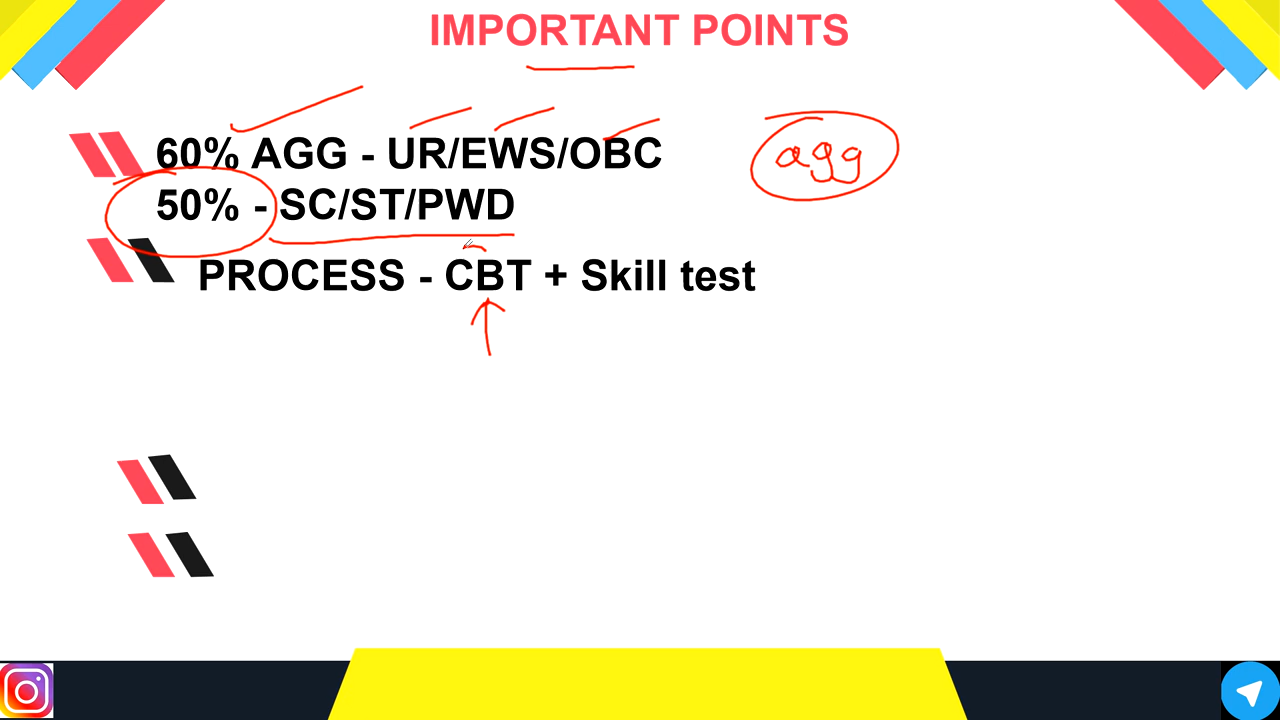 IMPORTANT POINTS
60% AGG - UR/EWS/OBC
agg
50% - SC/ST/PWD
PROCESS - CBT + Skill test